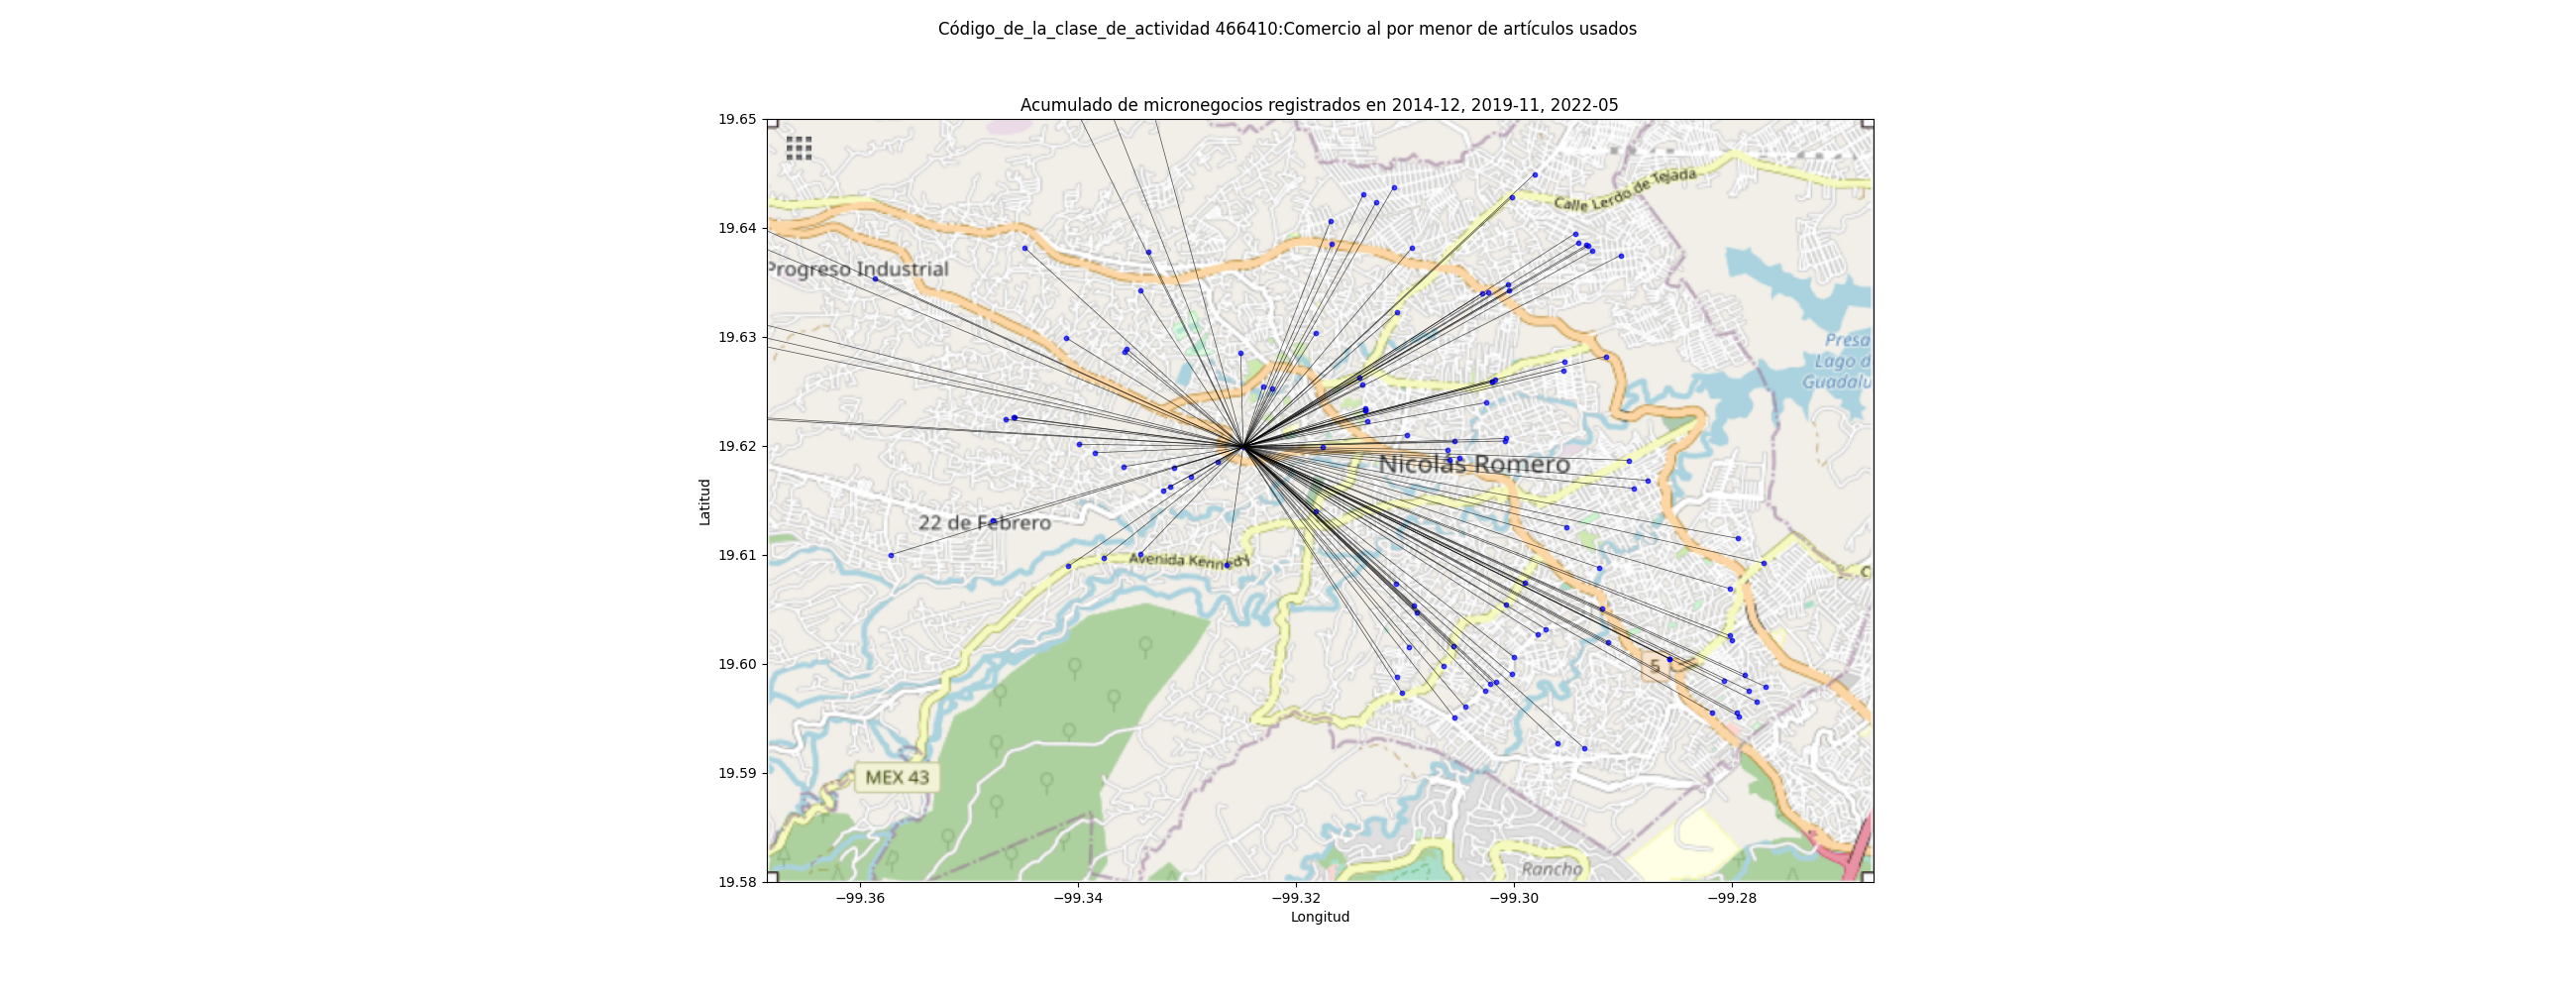 Código_de_la_clase_de_actividad 466410:Comercio al por menor de artículos usados
Acumulado de micronegocios registrados en 2014-12, 2019-11, 2022-05
19.65
19.64
19.63
19.62
19.61
19.60
19.59
19.58
Latitud
Calle Lerdo de Tejada
Progreso Industrial
Presa
Lago d
Guadalu
Nicolás Romero
22 de Febrero
Avenida Kennedy
C
5
MEX 43
Rancho
−99.36
−99.34
−99.32
−99.30
−99.28
Longitud